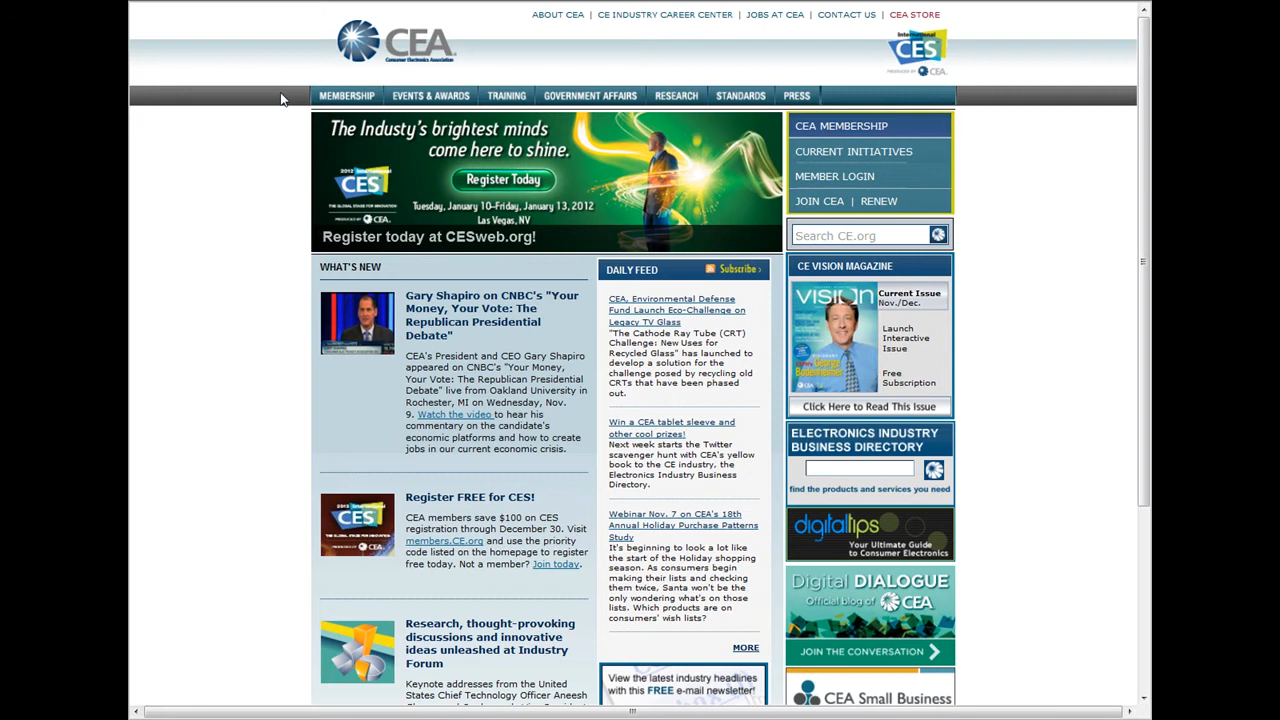 ABOUT CEA | CE INDUSTRY CAREER CENTER | JOBS AT CEA | CONTACT US | CEA STORE
CEA
Consumer Electronics Association
International
CES
PRODUCED BY CEA
MEMBERSHIP EVENTS & AWARDS TRAINING GOVERNMENT AFFAIRS RESEARCH STANDARDS PRESS
The Industy's brightest minds
come here to shine.
2012 International
CES
THE GLOBAL STAGE FOR INNOVATION
PRODUCED BY CEA
Register Today
Tuesday, January 10–Friday, January 13, 2012
Las Vegas, NV
Register today at CESweb.org!
CEA MEMBERSHIP
CURRENT INITIATIVES
MEMBER LOGIN
JOIN CEA | RENEW
Search CE.org
WHAT'S NEW
Gary Shapiro on CNBC's "Your
Money, Your Vote: The
Republican Presidential
Debate"
CEA's President and CEO Gary Shapiro
appeared on CNBC's "Your Money,
Your Vote: The Republican Presidential
Debate" live from Oakland University in
Rochester, MI on Wednesday, Nov.
9. Watch the video to hear his
commentary on the candidate's
economic platforms and how to create
jobs in our current economic crisis.
Register FREE for CES!
CEA members save $100 on CES
registration through December 30. Visit
members.CE.org and use the priority
code listed on the homepage to register
free today. Not a member? Join today.
Research, thought-provoking
discussions and innovative
ideas unleashed at Industry
Forum
Keynote addresses from the United
States Chief Technology Officer Aneesh
DAILY FEED
Subscribe ›
CEA, Environmental Defense
Fund Launch Eco-Challenge on
Legacy TV Glass
"The Cathode Ray Tube (CRT)
Challenge: New Uses for
Recycled Glass" has launched to
develop a solution for the
challenge posed by recycling old
CRTs that have been phased
out.
Win a CEA tablet sleeve and
other cool prizes!
Next week starts the Twitter
scavenger hunt with CEA's yellow
book to the CE industry, the
Electronics Industry Business
Directory.
Webinar Nov. 7 on CEA's 18th
Annual Holiday Purchase Patterns
Study
It's beginning to look a lot like
the start of the Holiday shopping
season. As consumers begin
making their lists and checking
them twice, Santa won't be the
only wondering what's on those
lists. Which products are on
consumers' wish lists?
MORE
View the latest industry headlines
with this FREE e-mail newsletter!
CE VISION MAGAZINE
VISION
George
Bodenheimer
Current Issue
Nov./Dec.
Launch
Interactive
Issue
Free
Subscription
Click Here to Read This Issue
ELECTRONICS INDUSTRY
BUSINESS DIRECTORY
find the products and services you need
digitaltips
Your Ultimate Guide
to Consumer Electronics
Digital DIALOGUE
Official blog of CEA
JOIN THE CONVERSATION
CEA Small Business